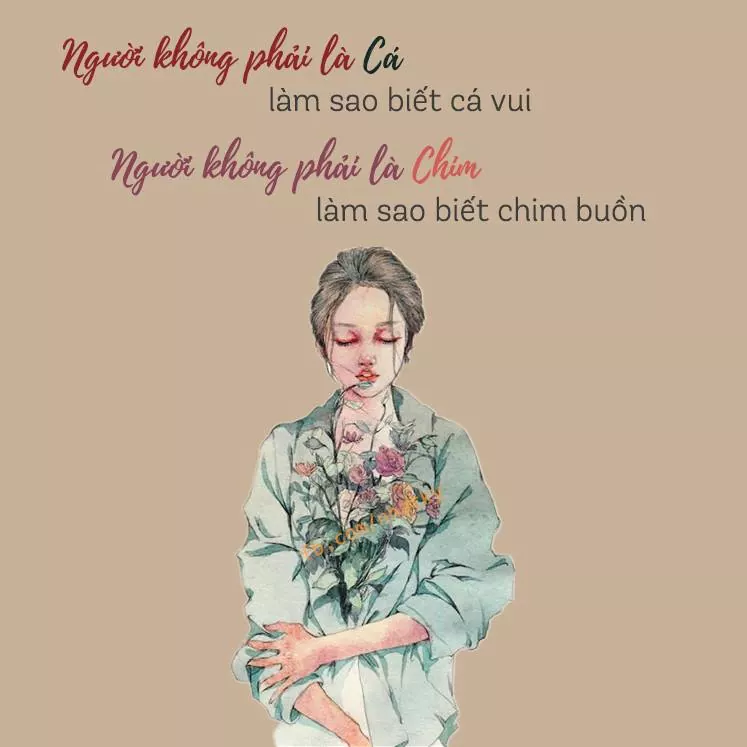 Người không phải là Cá
làm sao biết cá vui
Người không phải là Chim
làm sao biết chim buồn